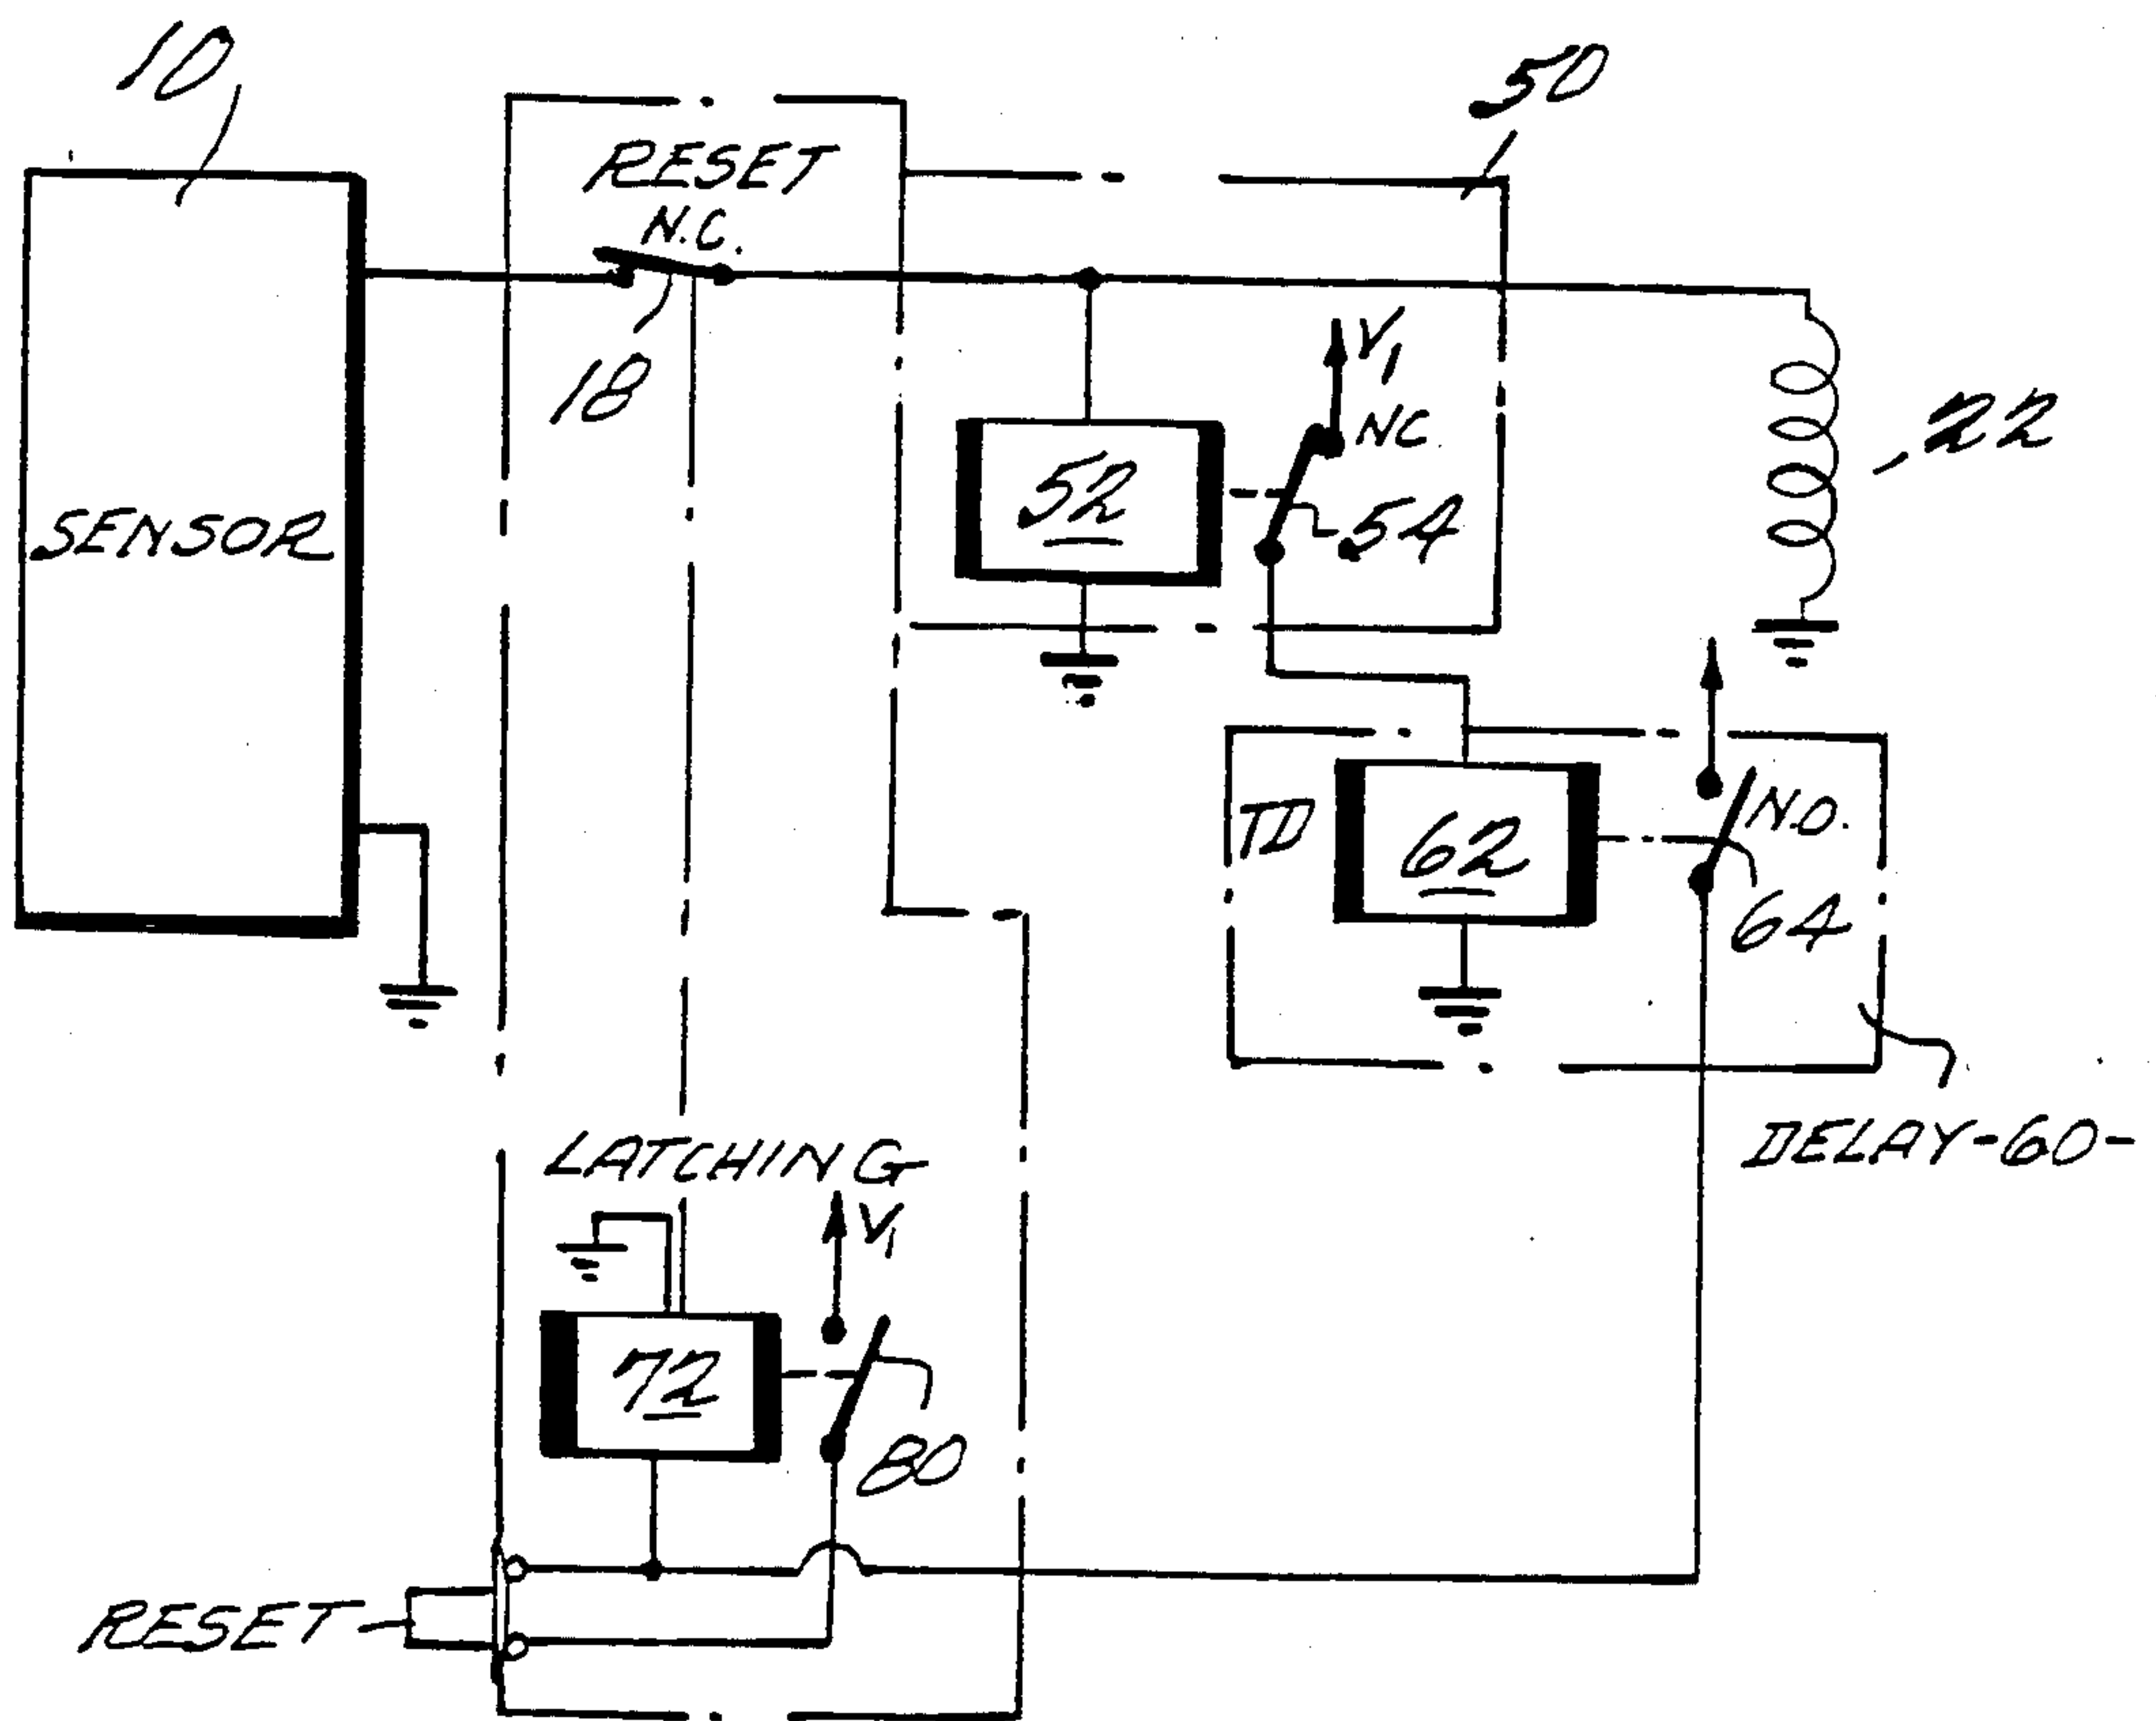 10
50
RESET
N.C.
18
V1
NC.
22
52
54
SENSOR
TD
62
N.O.
64
DELAY-60-
LATCHING
V1
72
80
RESET